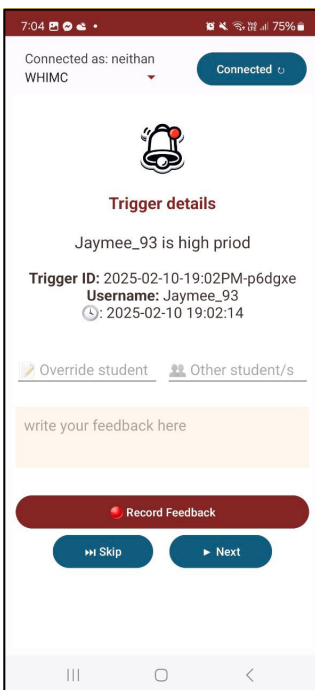 7:04
75%
Connected as: neithan
WHIMC
Connected ↻
Trigger details
Jaymee_93 is high priod
Trigger ID: 2025-02-10-19:02PM-p6dgxe
Username: Jaymee_93
🕒: 2025-02-10 19:02:14
Override student
Other student/s
write your feedback here
Record Feedback
Skip
Next